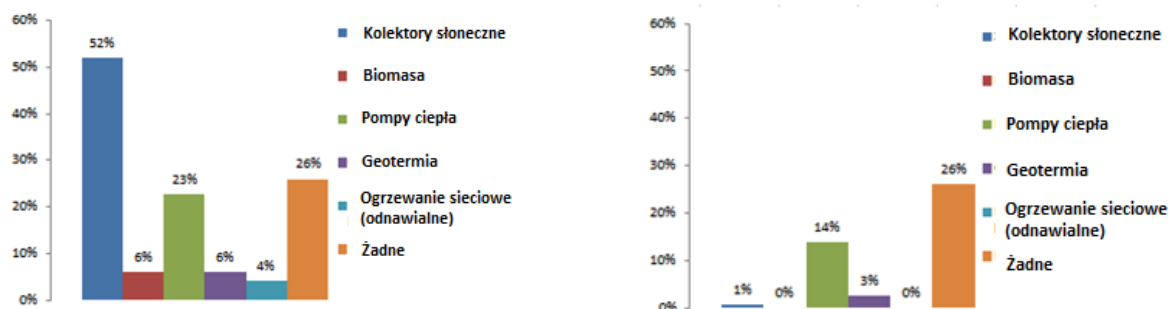 60%
50%
40%
30%
20%
10%
0%
52%
6%
23%
6%
4%
26%
Kolektory słoneczne
Biomasa
Pompy ciepła
Geotermia
Ogrzewanie sieciowe
(odnawialne)
Żadne
60%
50%
40%
30%
20%
10%
0%
1%
0%
14%
3%
0%
26%
Kolektory słoneczne
Biomasa
Pompy ciepła
Geotermia
Ogrzewanie sieciowe
(odnawialne)
Żadne